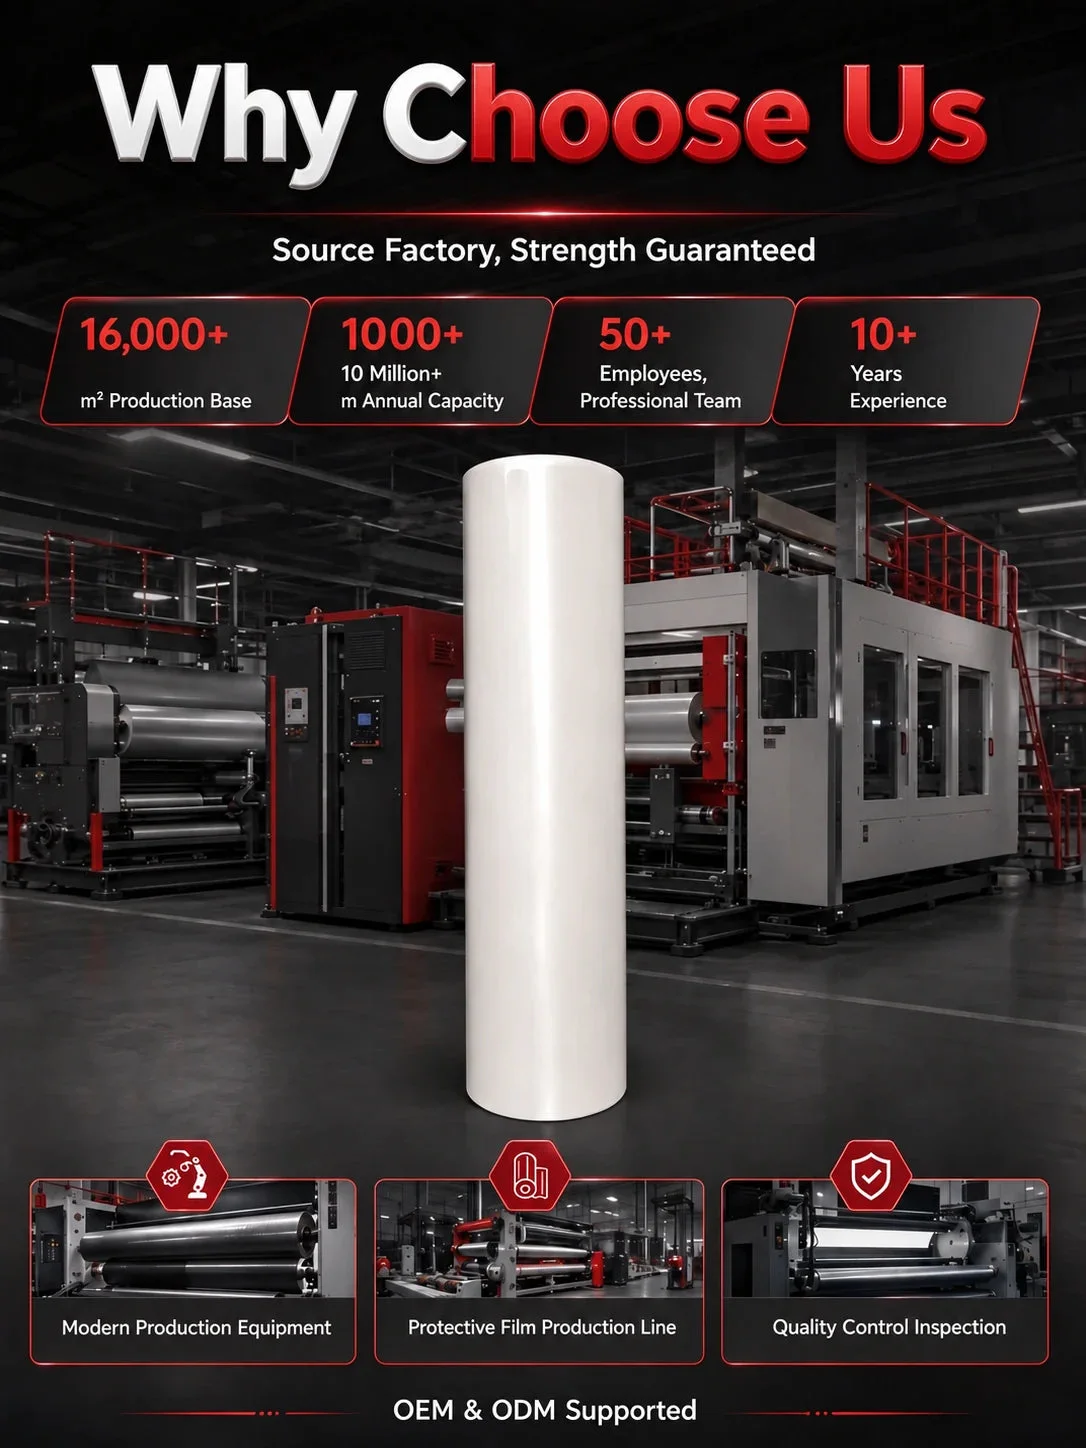 Why Choose Us
Source Factory, Strength Guaranteed
16,000+
m² Production Base
1000+
10 Million+
m Annual Capacity
50+
Employees,
Professional Team
10+
Years
Experience
Modern Production Equipment
Protective Film Production Line
Quality Control Inspection
OEM & ODM Supported